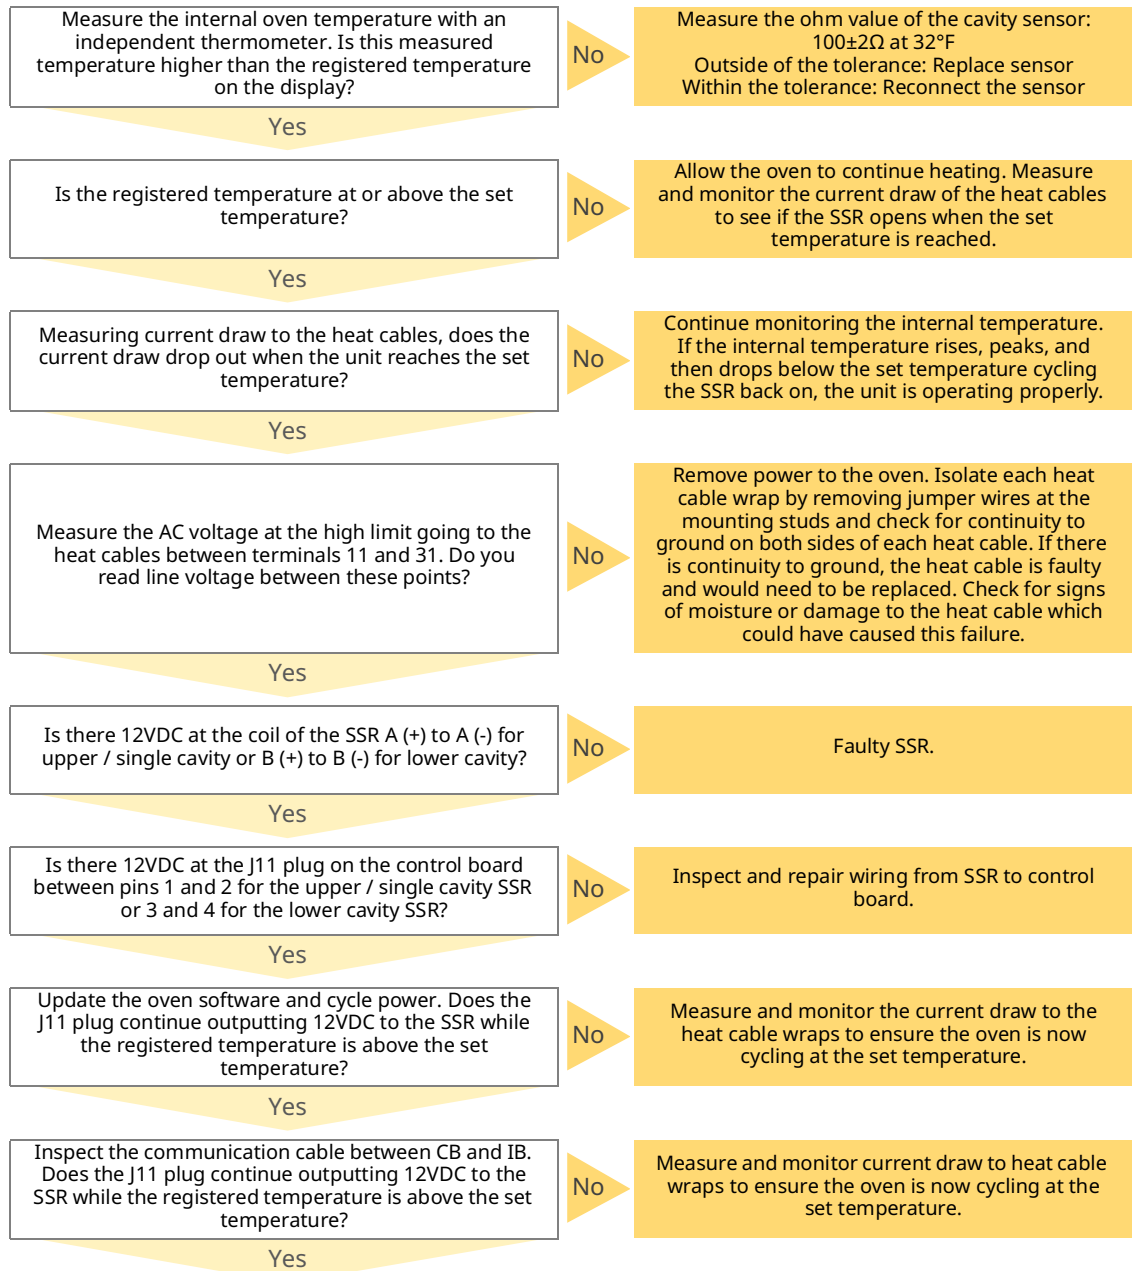 Measure the internal oven temperature with an
independent thermometer. Is this measured
temperature higher than the registered temperature
on the display?
No
Measure the ohm value of the cavity sensor:
100±2Ω at 32°F
Outside of the tolerance: Replace sensor
Within the tolerance: Reconnect the sensor
Yes
Is the registered temperature at or above the set
temperature?
No
Allow the oven to continue heating. Measure
and monitor the current draw of the heat cables
to see if the SSR opens when the set
temperature is reached.
Yes
Measuring current draw to the heat cables, does the
current draw drop out when the unit reaches the set
temperature?
No
Continue monitoring the internal temperature.
If the internal temperature rises, peaks, and
then drops below the set temperature cycling
the SSR back on, the unit is operating properly.
Yes
Measure the AC voltage at the high limit going to the
heat cables between terminals 11 and 31. Do you
read line voltage between these points?
No
Remove power to the oven. Isolate each heat
cable wrap by removing jumper wires at the
mounting studs and check for continuity to
ground on both sides of each heat cable. If there
is continuity to ground, the heat cable is faulty
and would need to be replaced. Check for signs
of moisture or damage to the heat cable which
could have caused this failure.
Yes
Is there 12VDC at the coil of the SSR A (+) to A (-) for
upper / single cavity or B (+) to B (-) for lower cavity?
No
Faulty SSR.
Yes
Is there 12VDC at the J11 plug on the control board
between pins 1 and 2 for the upper / single cavity SSR
or 3 and 4 for the lower cavity SSR?
No
Inspect and repair wiring from SSR to control
board.
Yes
Update the oven software and cycle power. Does the
J11 plug continue outputting 12VDC to the SSR while
the registered temperature is above the set
temperature?
No
Measure and monitor the current draw to the
heat cable wraps to ensure the oven is now
cycling at the set temperature.
Yes
Inspect the communication cable between CB and IB.
Does the J11 plug continue outputting 12VDC to the
SSR while the registered temperature is above the set
temperature?
No
Measure and monitor current draw to heat cable
wraps to ensure the oven is now cycling at the
set temperature.
Yes